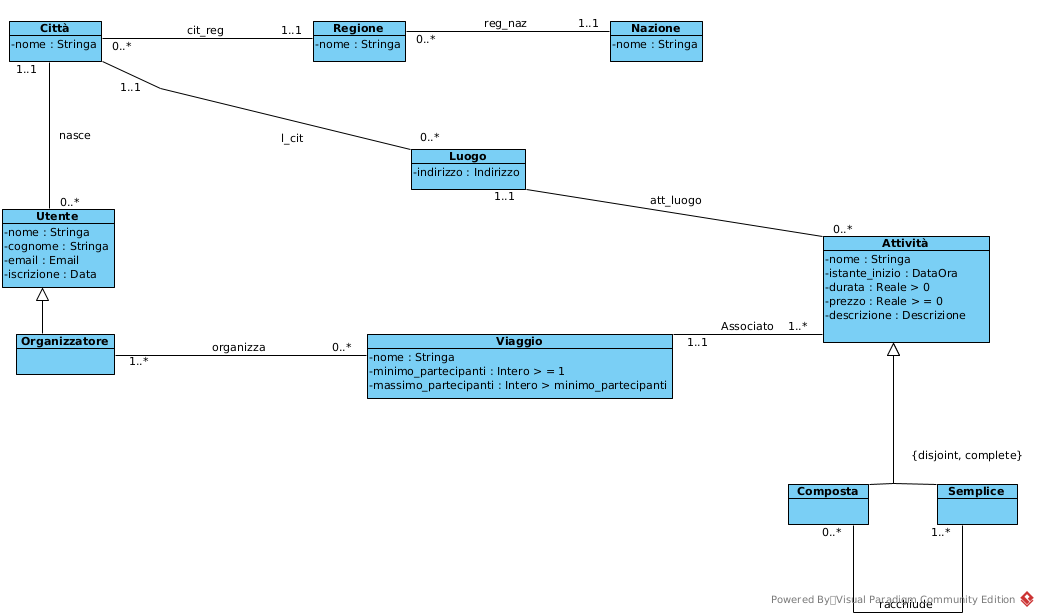 Città
-nome : Stringa
Regione
-nome : Stringa
Nazione
-nome : Stringa
cit_reg
0..*
1..1
reg_naz
0..*
1..1
1..1
1..1
nasce
l_cit
0..*
Luogo
-indirizzo : Indirizzo
1..1
att_luogo
0..*
0..*
Utente
-nome : Stringa
-cognome : Stringa
-email : Email
-iscrizione : Data
Attività
-nome : Stringa
-istante_inizio : DataOra
-durata : Reale > 0
-prezzo : Reale > = 0
-descrizione : Descrizione
Organizzatore
organizza
1..*
0..*
Viaggio
-nome : Stringa
-minimo_partecipanti : Intero > = 1
-massimo_partecipanti : Intero > minimo_partecipanti
Associato
1..1
1..*
{disjoint, complete}
Composta
Semplice
0..*
1..*
racchiude
Powered By Visual Paradigm Community Edition